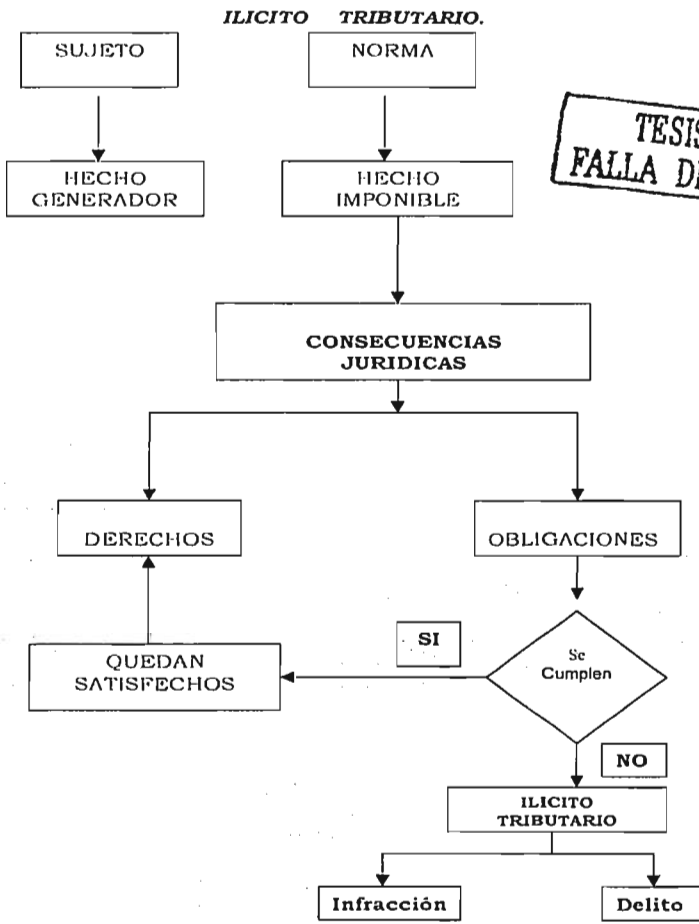 ILICITO TRIBUTARIO.
SUJETO
NORMA
TESIS
FALLA DE
HECHO
GENERADOR
HECHO
IMPONIBLE
CONSECUENCIAS
JURIDICAS
DERECHOS
OBLIGACIONES
SI
Se
Cumplen
QUEDAN
SATISFECHOS
NO
ILICITO
TRIBUTARIO
Infracción
Delito